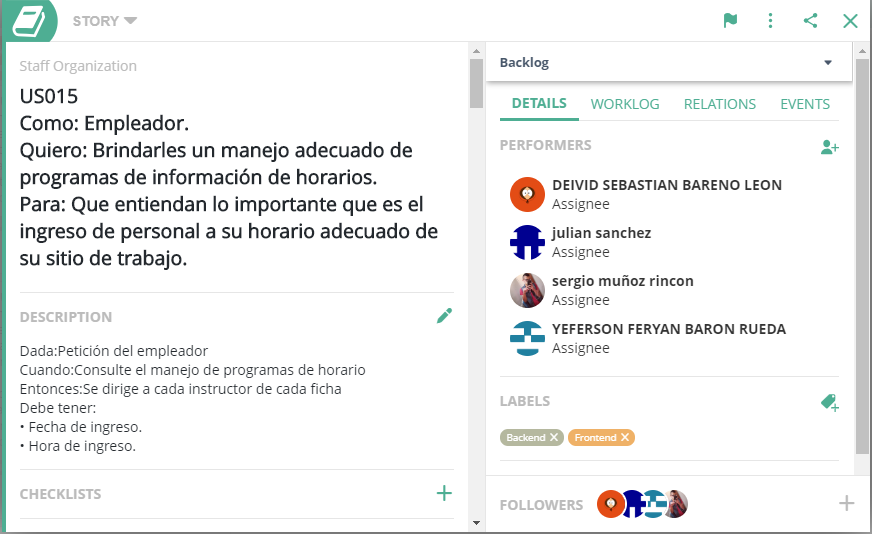 STORY
Staff Organization
US015
Como: Empleador.
Quiero: Brindarles un manejo adecuado de
programas de información de horarios.
Para: Que entiendan lo importante que es el
ingreso de personal a su horario adecuado de
su sitio de trabajo.
DESCRIPTION
Dada:Petición del empleador
Cuando:Consulte el manejo de programas de horario
Entonces:Se dirige a cada instructor de cada ficha
Debe tener:
• Fecha de ingreso.
• Hora de ingreso.
CHECKLISTS
Backlog
DETAILS WORKLOG RELATIONS EVENTS
PERFORMERS
DEIVID SEBASTIAN BARENO LEON
Assignee
julian sanchez
Assignee
sergio muñoz rincon
Assignee
YEFERSON FERYAN BARON RUEDA
Assignee
LABELS
Backend Frontend
FOLLOWERS